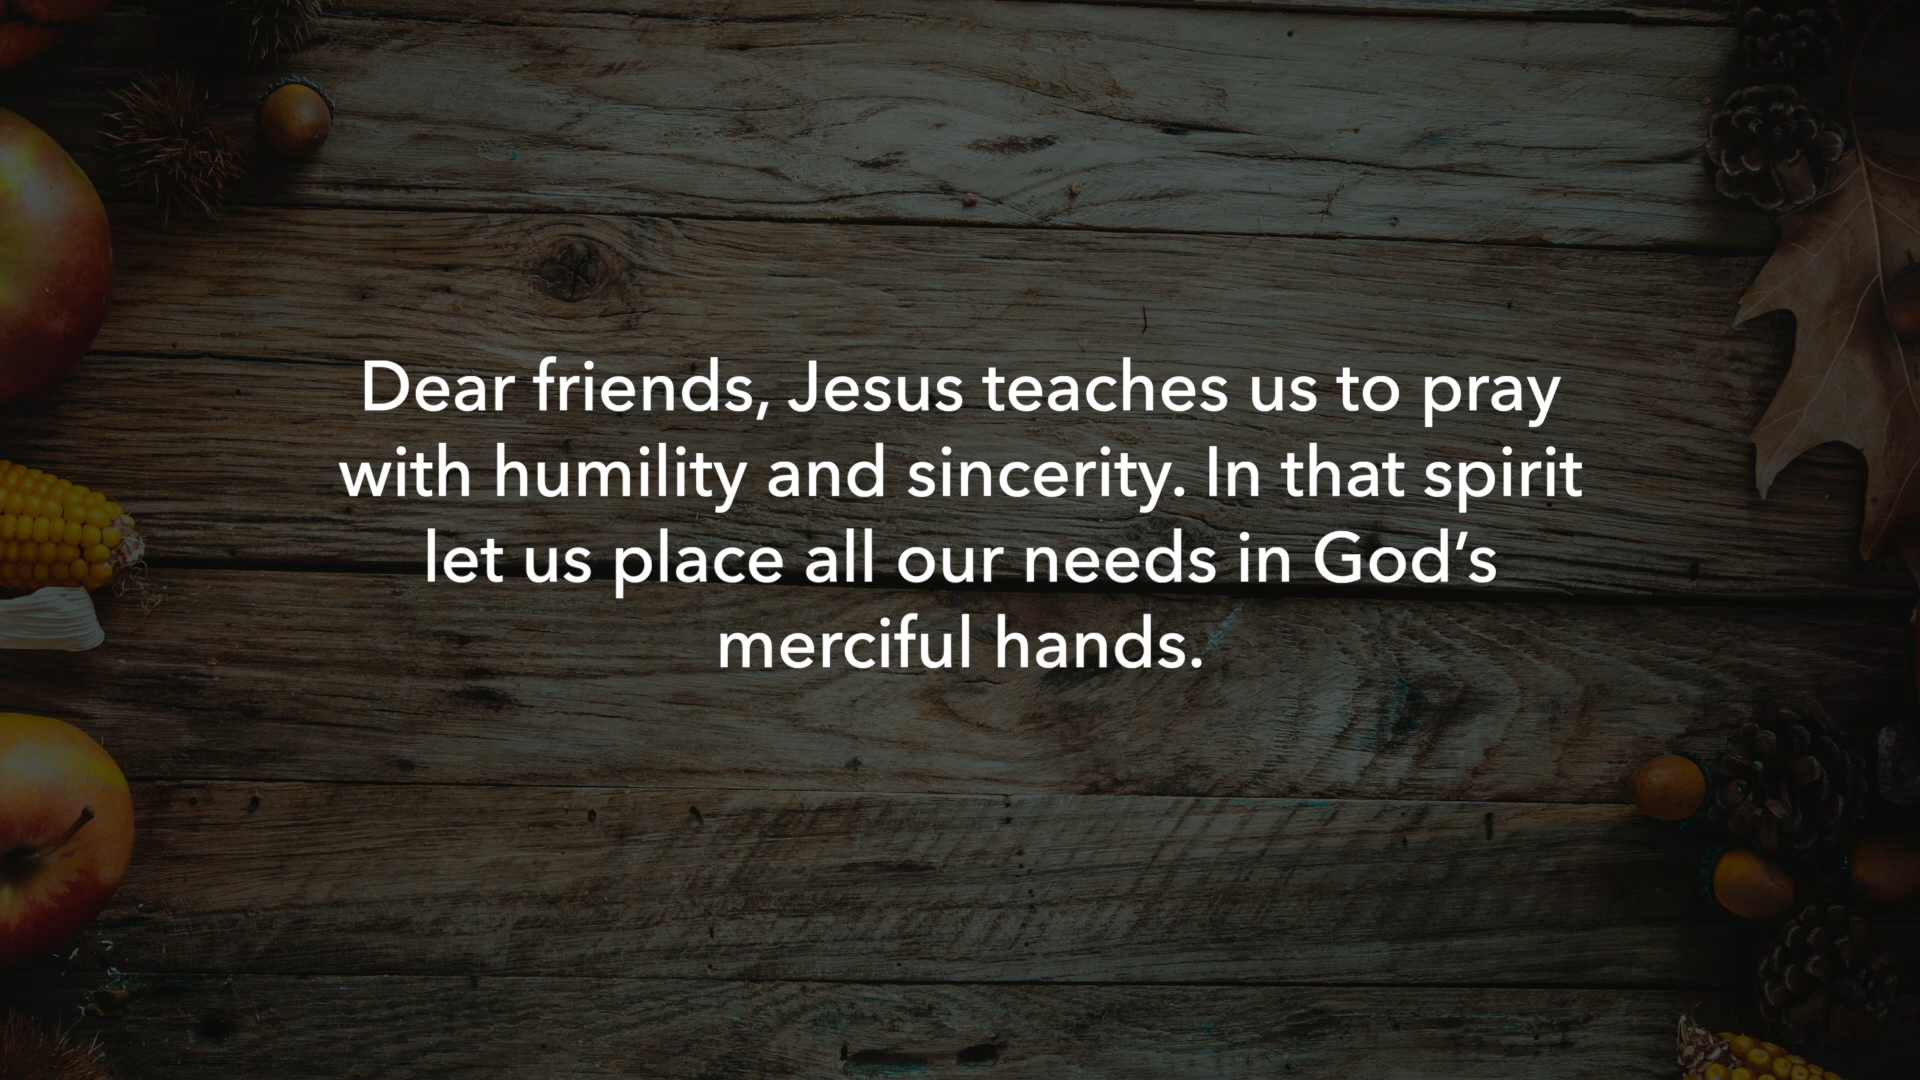 Dear friends, Jesus teaches us to pray
with humility and sincerity. In that spirit
let us place all our needs in God’s
merciful hands.